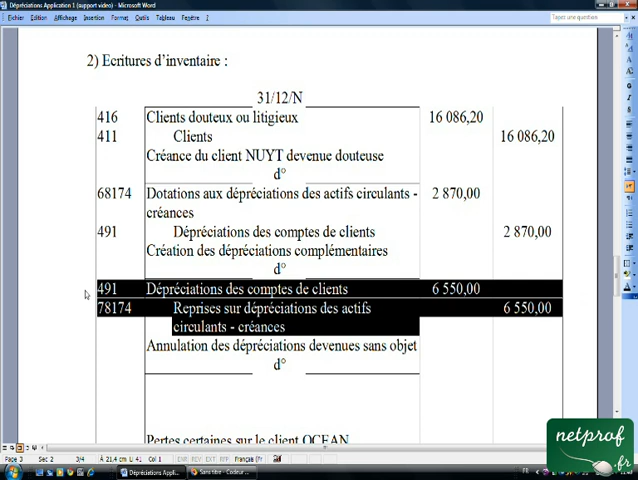 Dépréciations Application 1 (support video) - Microsoft Word
Fichier Edition Affichage Insertion Format Outils Tableau Fenêtre ?
Tapez une question
2) Ecritures d'inventaire :
31/12/N
416 Clients douteux ou litigieux 16 086,20
411 Clients 16 086,20
Créance du client NUYT devenue douteuse
d°
68174 Dotations aux dépréciations des actifs circulants - 2 870,00
créances
491 Dépréciations des comptes de clients 2 870,00
Création des dépréciations complémentaires
d°
491 Dépréciations des comptes de clients 6 550,00
78174 Reprises sur dépréciations des actifs 6 550,00
circulants - créances
Annulation des dépréciations devenues sans objet
d°
Pertes certaines sur le client OCEAN
netprof
.fr
Page 3 Sec 2 3/4 À 21,4 cm Li 41 Col 1 ENR REV EXT RFP Français (Fr
Dépréciations Appli... Sans titre - Codeur ... FR